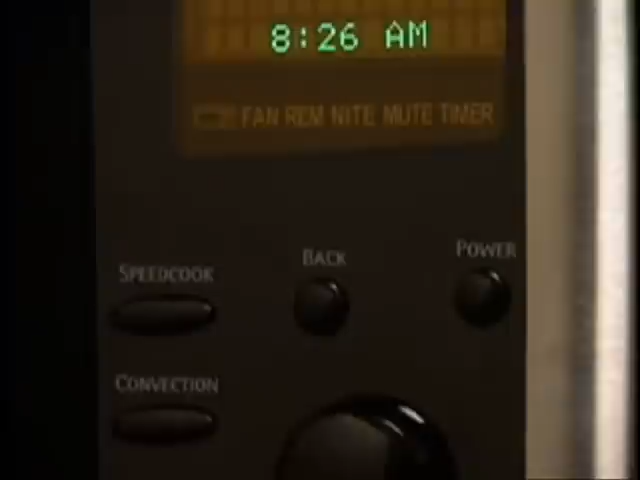 8:26 AM
FAN REM NITE MUTE TIMER
SPEEDCOOK
BACK
POWER
CONVECTION